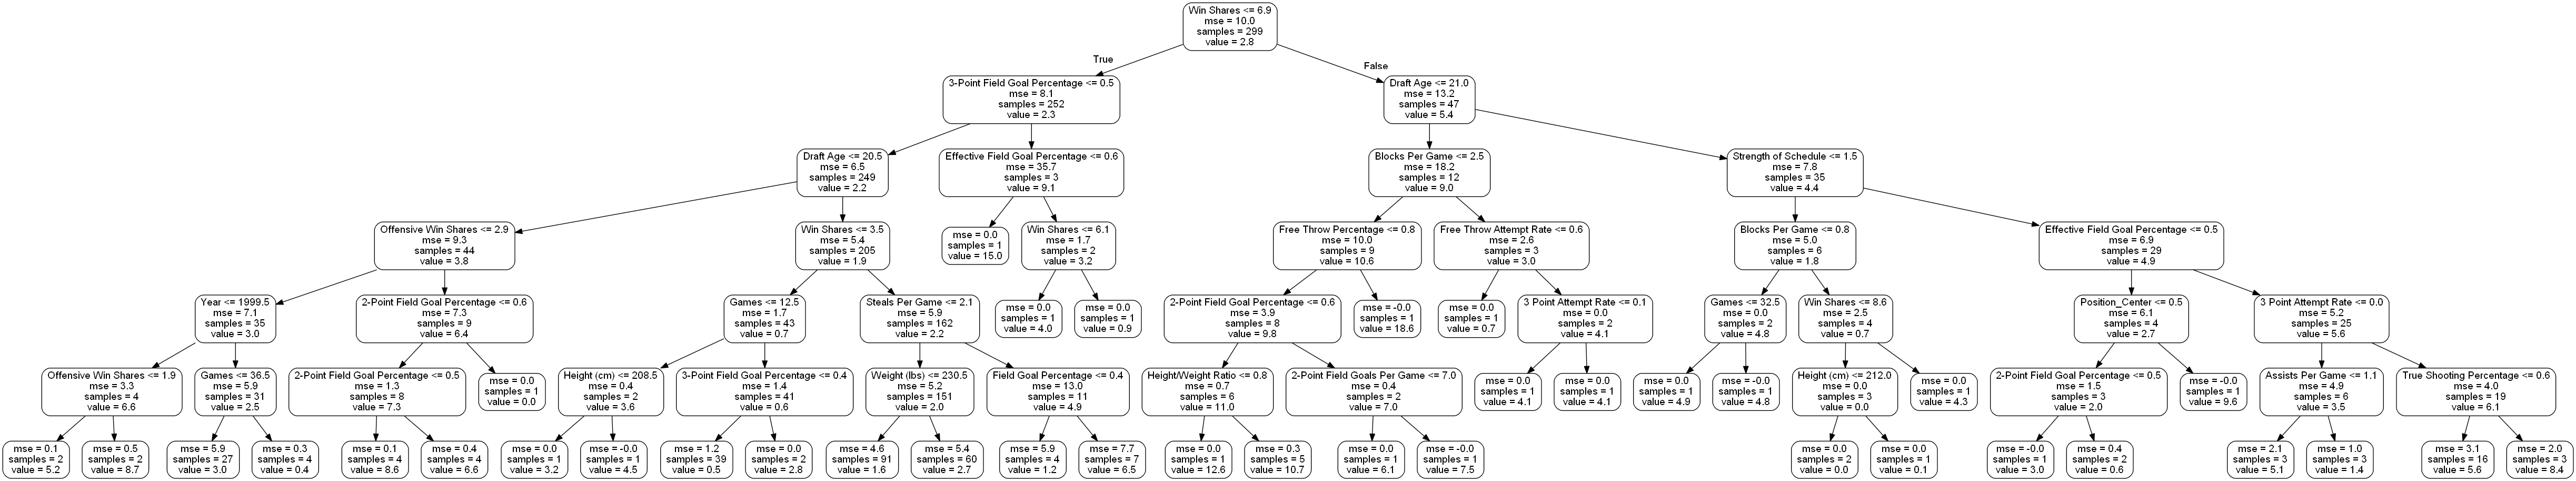 Win Shares <= 6.9
mse = 10.0
samples = 299
value = 2.8
True
False
3-Point Field Goal Percentage <= 0.5
mse = 8.1
samples = 252
value = 2.3
Draft Age <= 21.0
mse = 13.2
samples = 47
value = 5.4
Draft Age <= 20.5
mse = 6.5
samples = 249
value = 2.2
Effective Field Goal Percentage <= 0.6
mse = 35.7
samples = 3
value = 9.1
Blocks Per Game <= 2.5
mse = 18.2
samples = 12
value = 9.0
Strength of Schedule <= 1.5
mse = 7.8
samples = 35
value = 4.4
Offensive Win Shares <= 2.9
mse = 9.3
samples = 44
value = 3.8
Win Shares <= 3.5
mse = 5.4
samples = 205
value = 1.9
mse = 0.0
samples = 1
value = 15.0
Win Shares <= 6.1
mse = 1.7
samples = 2
value = 3.2
Free Throw Percentage <= 0.8
mse = 10.0
samples = 9
value = 10.6
Free Throw Attempt Rate <= 0.6
mse = 2.6
samples = 3
value = 3.0
Blocks Per Game <= 0.8
mse = 5.0
samples = 6
value = 1.8
Effective Field Goal Percentage <= 0.5
mse = 6.9
samples = 29
value = 4.9
Year <= 1999.5
mse = 7.1
samples = 35
value = 3.0
2-Point Field Goal Percentage <= 0.6
mse = 7.3
samples = 9
value = 6.4
Games <= 12.5
mse = 1.7
samples = 43
value = 0.7
Steals Per Game <= 2.1
mse = 5.9
samples = 162
value = 2.2
mse = 0.0
samples = 1
value = 4.0
mse = 0.0
samples = 1
value = 0.9
2-Point Field Goal Percentage <= 0.6
mse = 3.9
samples = 8
value = 9.8
mse = -0.0
samples = 1
value = 18.6
mse = 0.0
samples = 1
value = 0.7
3 Point Attempt Rate <= 0.1
mse = 0.0
samples = 2
value = 4.1
Games <= 32.5
mse = 0.0
samples = 2
value = 4.8
Win Shares <= 8.6
mse = 2.5
samples = 4
value = 0.7
Position_Center <= 0.5
mse = 6.1
samples = 4
value = 2.7
3 Point Attempt Rate <= 0.0
mse = 5.2
samples = 25
value = 5.6
Offensive Win Shares <= 1.9
mse = 3.3
samples = 4
value = 6.6
Games <= 36.5
mse = 5.9
samples = 31
value = 2.5
2-Point Field Goal Percentage <= 0.5
mse = 1.3
samples = 8
value = 7.3
mse = 0.0
samples = 1
value = 0.0
Height (cm) <= 208.5
mse = 0.4
samples = 2
value = 3.6
3-Point Field Goal Percentage <= 0.4
mse = 1.4
samples = 41
value = 0.6
Weight (lbs) <= 230.5
mse = 5.2
samples = 151
value = 2.0
Field Goal Percentage <= 0.4
mse = 13.0
samples = 11
value = 4.9
Height/Weight Ratio <= 0.8
mse = 0.7
samples = 6
value = 11.0
2-Point Field Goals Per Game <= 7.0
mse = 0.4
samples = 2
value = 7.0
mse = 0.0
samples = 1
value = 4.1
mse = 0.0
samples = 1
value = 4.1
mse = 0.0
samples = 1
value = 4.9
mse = -0.0
samples = 1
value = 4.8
Height (cm) <= 212.0
mse = 0.0
samples = 3
value = 0.0
mse = 0.0
samples = 1
value = 4.3
2-Point Field Goal Percentage <= 0.5
mse = 1.5
samples = 3
value = 2.0
mse = -0.0
samples = 1
value = 9.6
Assists Per Game <= 1.1
mse = 4.9
samples = 6
value = 3.5
True Shooting Percentage <= 0.6
mse = 4.0
samples = 19
value = 6.1
mse = 0.1
samples = 2
value = 5.2
mse = 0.5
samples = 2
value = 8.7
mse = 5.9
samples = 27
value = 3.0
mse = 0.3
samples = 4
value = 0.4
mse = 0.1
samples = 4
value = 8.6
mse = 0.4
samples = 4
value = 6.6
mse = 0.0
samples = 1
value = 3.2
mse = -0.0
samples = 1
value = 4.5
mse = 1.2
samples = 39
value = 0.5
mse = 0.0
samples = 2
value = 2.8
mse = 4.6
samples = 91
value = 1.6
mse = 5.4
samples = 60
value = 2.7
mse = 5.9
samples = 4
value = 1.2
mse = 7.7
samples = 7
value = 6.5
mse = 0.0
samples = 1
value = 12.6
mse = 0.3
samples = 5
value = 10.7
mse = 0.0
samples = 1
value = 6.1
mse = -0.0
samples = 1
value = 7.5
mse = 0.0
samples = 2
value = 0.0
mse = 0.0
samples = 1
value = 0.1
mse = -0.0
samples = 1
value = 3.0
mse = 0.4
samples = 2
value = 0.6
mse = 2.1
samples = 3
value = 5.1
mse = 1.0
samples = 3
value = 1.4
mse = 3.1
samples = 16
value = 5.6
mse = 2.0
samples = 3
value = 8.4